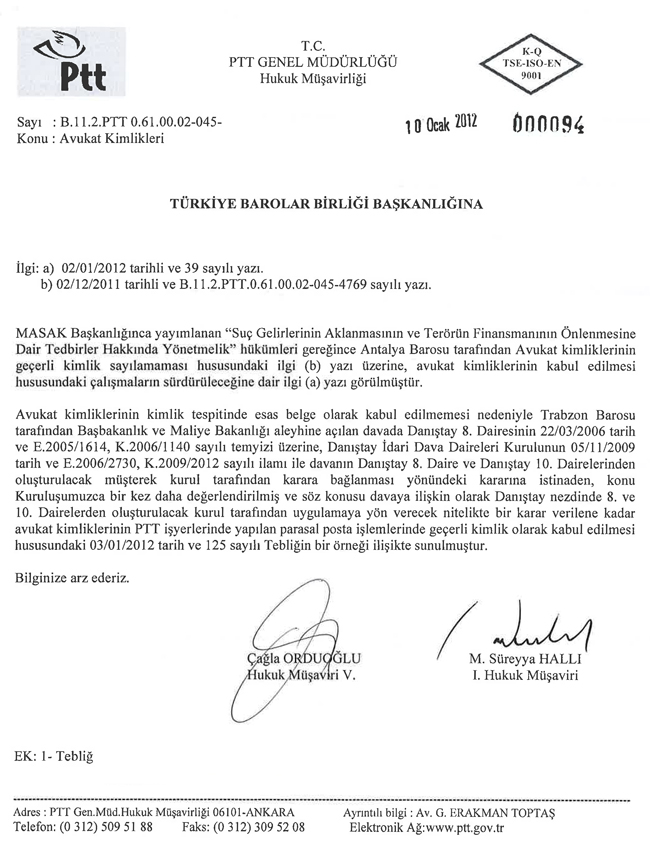 Ptt
T.C.
PTT GENEL MÜDÜRLÜĞÜ
Hukuk Müşavirliği
K-Q
TSE-ISO-EN
9001
Sayı : B.11.2.PTT 0.61.00.02-045-
10 Ocak 2012 000094
Konu : Avukat Kimlikleri
TÜRKİYE BAROLAR BİRLİĞİ BAŞKANLIĞINA
İlgi: a) 02/01/2012 tarihli ve 39 sayılı yazı.
b) 02/12/2011 tarihli ve B.11.2.PTT.0.61.00.02-045-4769 sayılı yazı.
MASAK Başkanlığınca yayımlanan “Suç Gelirlerinin Aklanmasının ve Terörün Finansmanının Önlenmesine
Dair Tedbirler Hakkında Yönetmelik” hükümleri gereğince Antalya Barosu tarafından Avukat kimliklerinin
geçerli kimlik sayılamaması hususundaki ilgi (b) yazı üzerine, avukat kimliklerinin kabul edilmesi
hususundaki çalışmaların sürdürüleceğine dair ilgi (a) yazı görülmüştür.
Avukat kimliklerinin kimlik tespitinde esas belge olarak kabul edilmemesi nedeniyle Trabzon Barosu
tarafından Başbakanlık ve Maliye Bakanlığı aleyhine açılan davada Danıştay 8. Dairesinin 22/03/2006 tarih
ve E.2005/1614, K.2006/1140 sayılı temyizi üzerine, Danıştay İdari Dava Daireleri Kurulunun 05/11/2009
tarih ve E.2006/2730, K.2009/2012 sayılı ilamı ile davanın Danıştay 8. Daire ve Danıştay 10. Dairelerinden
oluşturulacak müşterek kurul tarafından karara bağlanması yönündeki kararına istinaden, konu
Kuruluşumuzca bir kez daha değerlendirilmiş ve söz konusu davaya ilişkin olarak Danıştay nezdinde 8. ve
10. Dairelerden oluşturulacak kurul tarafından uygulamaya yön verecek nitelikte bir karar verilene kadar
avukat kimliklerinin PTT işyerlerinde yapılan parasal posta işlemlerinde geçerli kimlik olarak kabul edilmesi
hususundaki 03/01/2012 tarih ve 125 sayılı Tebliğin bir örneği ilişikte sunulmuştur.
Bilginize arz ederiz.
Çağla ORDUOĞLU
Hukuk Müşaviri V.
M. Süreyya HALLI
I. Hukuk Müşaviri
EK: 1- Tebliğ
Adres : PTT Gen.Müd.Hukuk Müşavirliği 06101-ANKARA Ayrıntılı bilgi : Av. G. ERAKMAN TOPTAŞ
Telefon: (0 312) 509 51 88 Faks: (0 312) 309 52 08 Elektronik Ağ:www.ptt.gov.tr